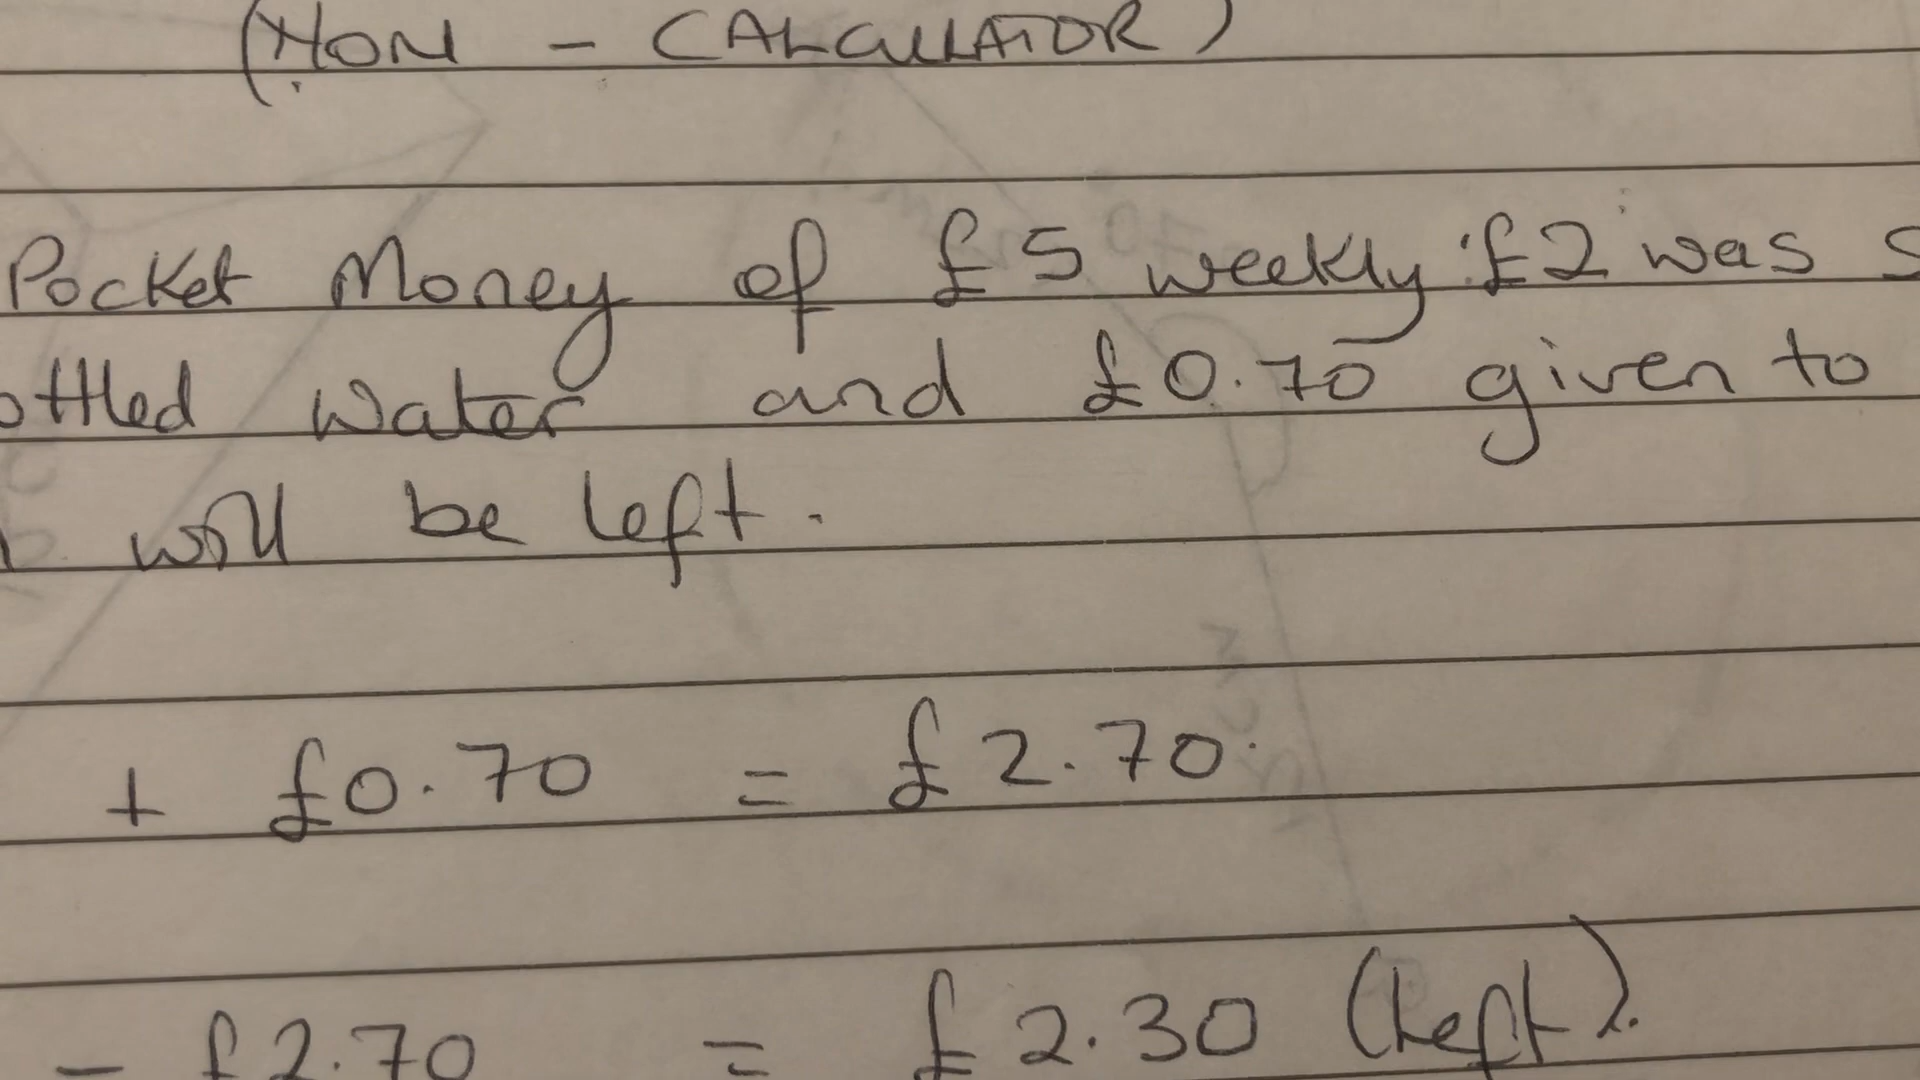 (NON - CALCULATOR)
Pocket Money of £5 weekly £2 was s
ottled Water and £0.70 given to
will be left.
+ £0.70 = £2.70
- £2.70 = £2.30 (Left).